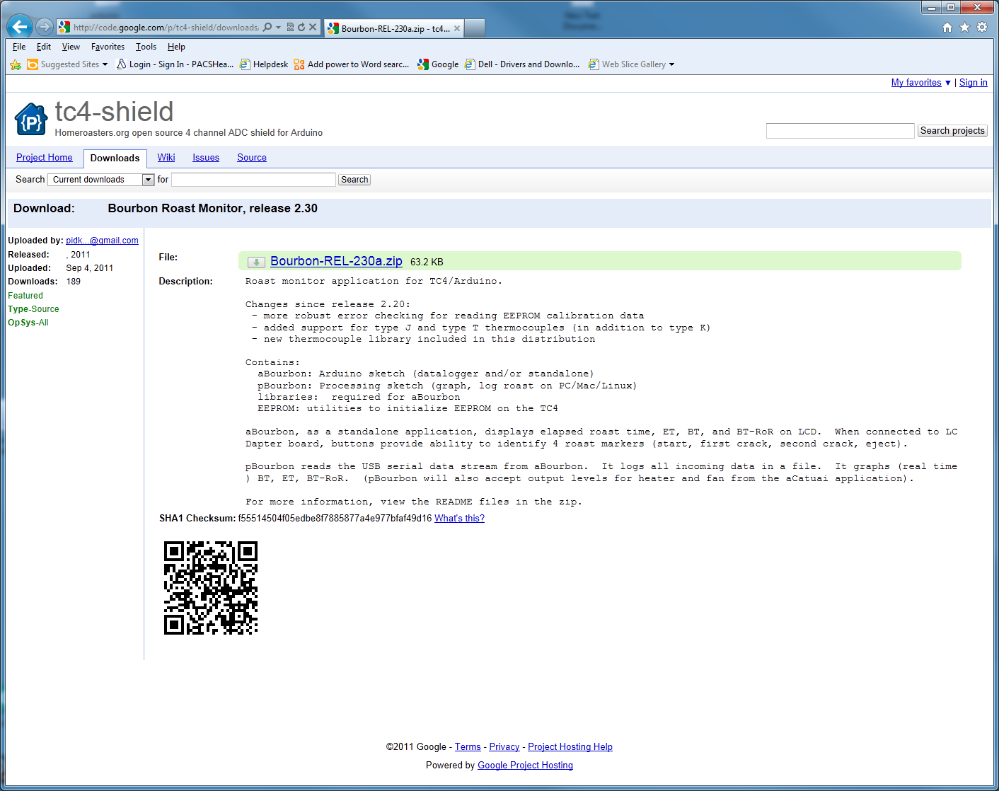 http://code.google.com/p/tc4-shield/downloads/
Bourbon-REL-230a.zip - tc4...
File Edit View Favorites Tools Help
Suggested Sites Login - Sign In - PACSHea... Helpdesk Add power to Word searc... Google Dell - Drivers and Downlo... Web Slice Gallery
My favorites ▼ | Sign in
{P}
tc4-shield
Homeroasters.org open source 4 channel ADC shield for Arduino
Search projects
Project Home Downloads Wiki Issues Source
Search Current downloads for Search
Download: Bourbon Roast Monitor, release 2.30
Uploaded by: pidk...@gmail.com
Released: , 2011
Uploaded: Sep 4, 2011
Downloads: 189
Featured
Type-Source
OpSys-All
File: Bourbon-REL-230a.zip 63.2 KB
Description: Roast monitor application for TC4/Arduino.
Changes since release 2.20:
- more robust error checking for reading EEPROM calibration data
- added support for type J and type T thermocouples (in addition to type K)
- new thermocouple library included in this distribution
Contains:
aBourbon: Arduino sketch (datalogger and/or standalone)
pBourbon: Processing sketch (graph, log roast on PC/Mac/Linux)
libraries:  required for aBourbon
EEPROM: utilities to initialize EEPROM on the TC4
aBourbon, as a standalone application, displays elapsed roast time, ET, BT, and BT-RoR on LCD.  When connected to LC
Dapter board, buttons provide ability to identify 4 roast markers (start, first crack, second crack, eject).
pBourbon reads the USB serial data stream from aBourbon.  It logs all incoming data in a file.  It graphs (real time
) BT, ET, BT-RoR.  (pBourbon will also accept output levels for heater and fan from the aCatuai application).
For more information, view the README files in the zip.
SHA1 Checksum: f55514504f05edbe8f7885877a4e977bfaf49d16 What's this?
©2011 Google - Terms - Privacy - Project Hosting Help
Powered by Google Project Hosting